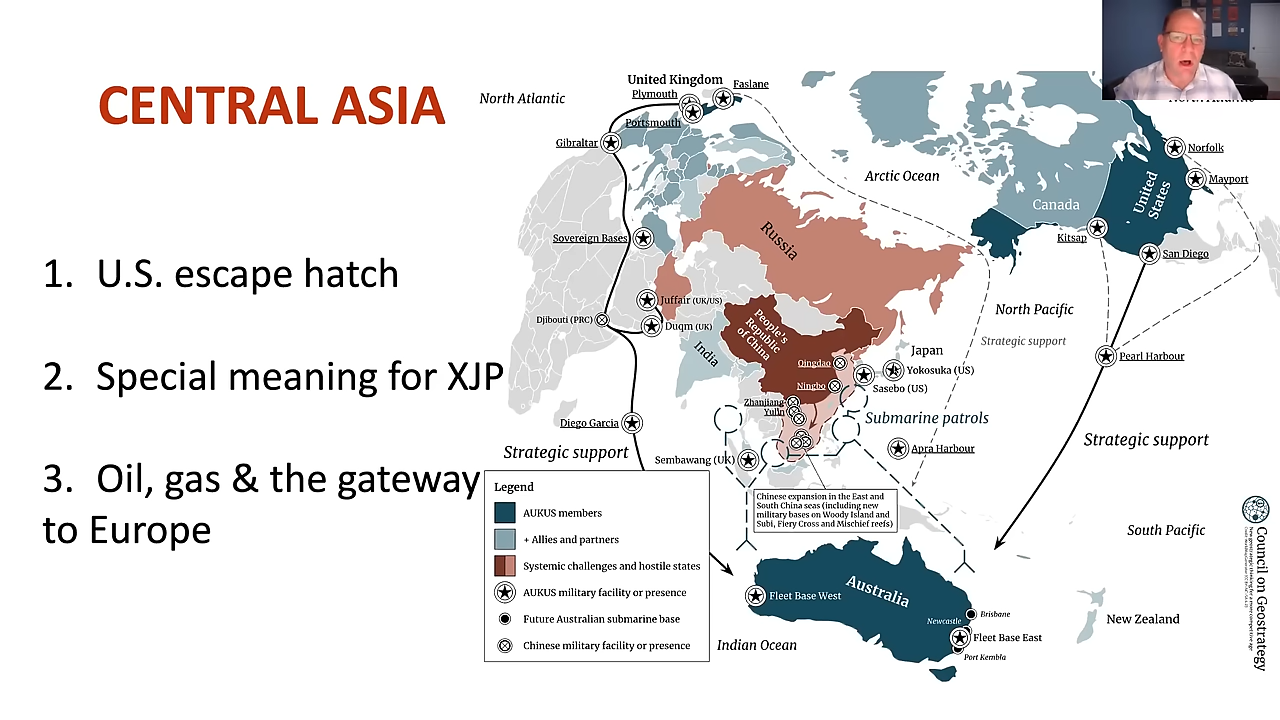 CENTRAL ASIA
1. U.S. escape hatch
2. Special meaning for XJP
3. Oil, gas & the gateway
to Europe
North Atlantic
United Kingdom
Plymouth
Faslane
Portsmouth
Gibraltar
Arctic Ocean
Norfolk
Mayport
Canada
United
States
Kitsap
San Diego
Russia
Sovereign Bases
Juffair (UK/US)
Djibouti (PRC)
Duqm (UK)
People's
Republic
of China
India
North Pacific
Strategic support
Japan
Qingdao
Yokosuka (US)
Ningbo
Sasebo (US)
Pearl Harbour
Zhanjiang
Yulin
Submarine patrols
Diego Garcia
Strategic support
Sembawang (UK)
Apra Harbour
Strategic support
Chinese expansion in the East and
South China seas (including new
military bases on Woody Island and
Subi, Fiery Cross and Mischief reefs)
Legend
AUKUS members
+ Allies and partners
Systemic challenges and hostile states
AUKUS military facility or presence
Future Australian submarine base
Chinese military facility or presence
South Pacific
Australia
Fleet Base West
Brisbane
Newcastle
Fleet Base East
Port Kembla
New Zealand
Indian Ocean
Council on Geostrategy